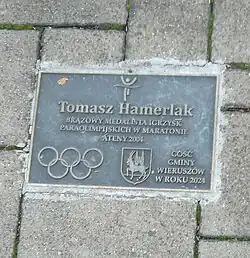 Tomasz Hamerlak
BRĄZOWY MEDALISTA IGRZYSK
PARAOLIMPIJSKICH W MARATONIE
ATENY 2004
GOŚĆ
GMINY
WIERUSZÓW
W ROKU 2024